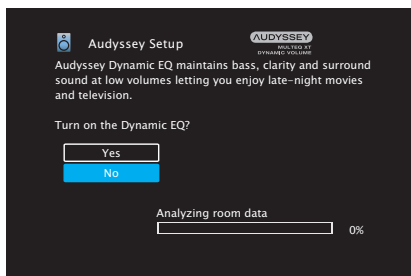 Audyssey Setup
AUDYSSEY
MULTEQ XT
DYNAMIC VOLUME
Audyssey Dynamic EQ maintains bass, clarity and surround
sound at low volumes letting you enjoy late-night movies
and television.
Turn on the Dynamic EQ?
Yes
No
Analyzing room data
0%